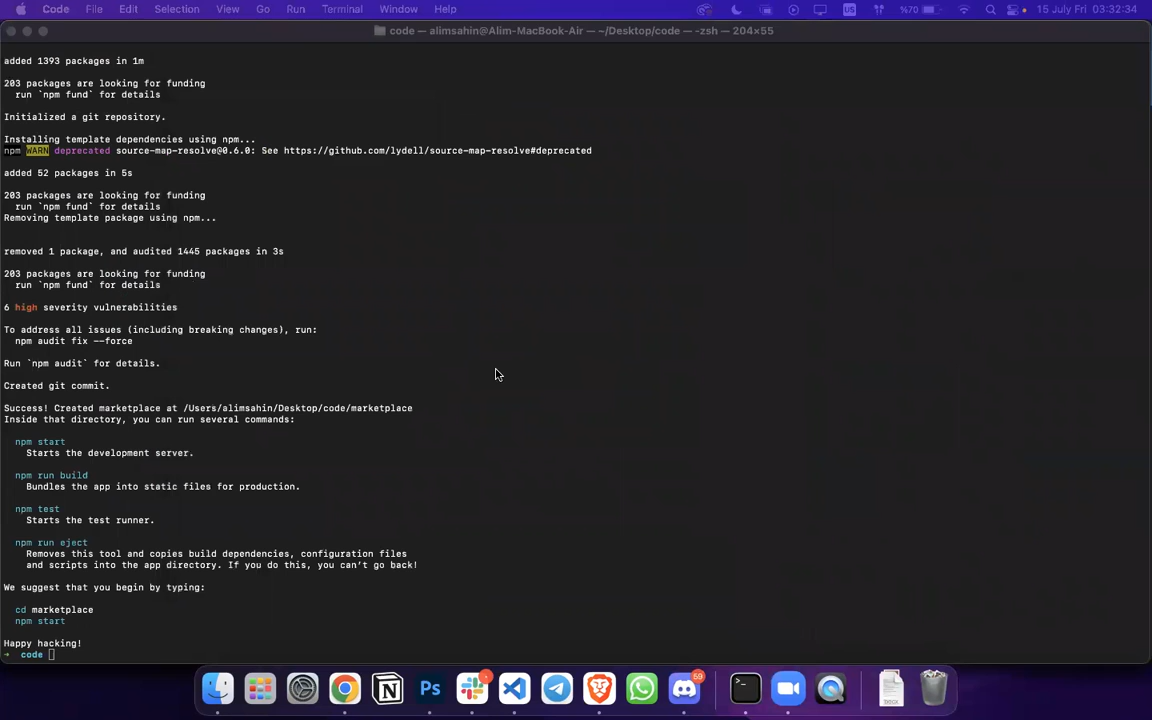 Code File Edit Selection View Go Run Terminal Window Help %70 US 15 July Fri 03:32:34
code — alimsahin@Alim-MacBook-Air — ~/Desktop/code — -zsh — 204×55
added 1393 packages in 1m
203 packages are looking for funding
run `npm fund` for details
Initialized a git repository.
Installing template dependencies using npm...
npm WARN deprecated source-map-resolve@0.6.0: See https://github.com/lydell/source-map-resolve#deprecated
added 52 packages in 5s
203 packages are looking for funding
run `npm fund` for details
Removing template package using npm...
removed 1 package, and audited 1445 packages in 3s
203 packages are looking for funding
run `npm fund` for details
6 high severity vulnerabilities
To address all issues (including breaking changes), run:
npm audit fix --force
Run `npm audit` for details.
Created git commit.
Success! Created marketplace at /Users/alimsahin/Desktop/code/marketplace
Inside that directory, you can run several commands:
npm start
Starts the development server.
npm run build
Bundles the app into static files for production.
npm test
Starts the test runner.
npm run eject
Removes this tool and copies build dependencies, configuration files
and scripts into the app directory. If you do this, you can't go back!
We suggest that you begin by typing:
cd marketplace
npm start
Happy hacking!
→ code
Ps
59